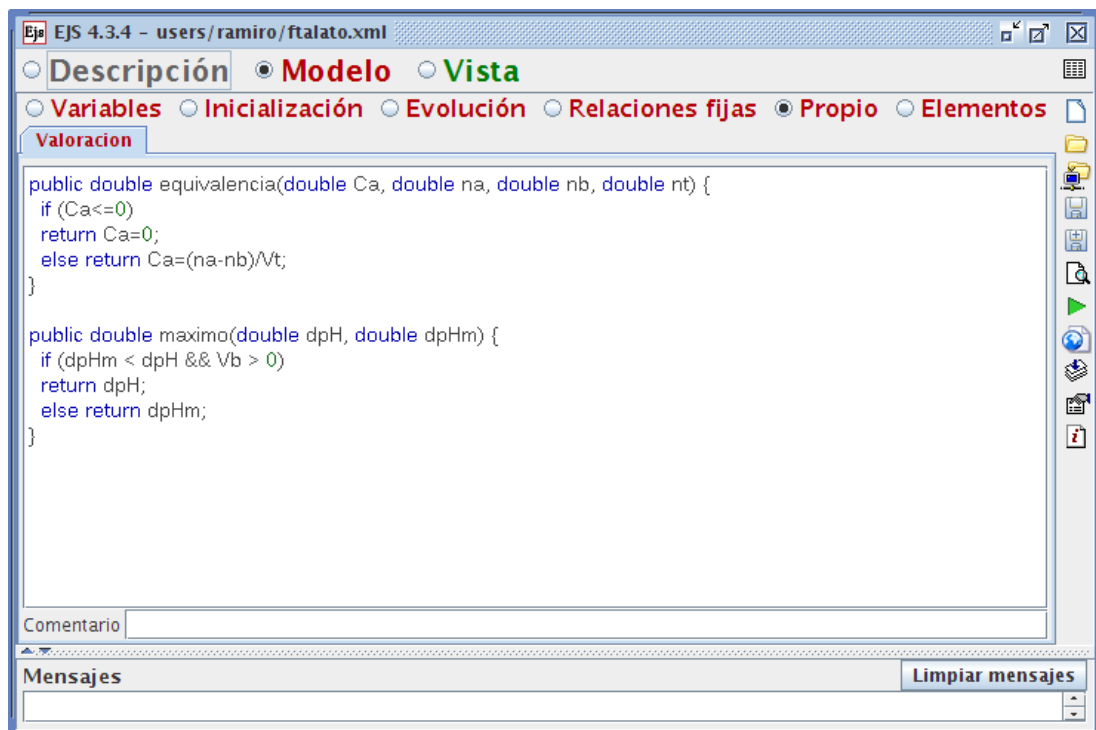 Ejs EJS 4.3.4 – users/ramiro/ftalato.xml
Descripción Modelo Vista
Variables Inicialización Evolución Relaciones fijas Propio Elementos
Valoracion
public double equivalencia(double Ca, double na, double nb, double nt) {
if (Ca<=0)
return Ca=0;
else return Ca=(na-nb)/Vt;
}
public double maximo(double dpH, double dpHm) {
if (dpHm < dpH && Vb > 0)
return dpH;
else return dpHm;
}
Comentario
Mensajes Limpiar mensajes